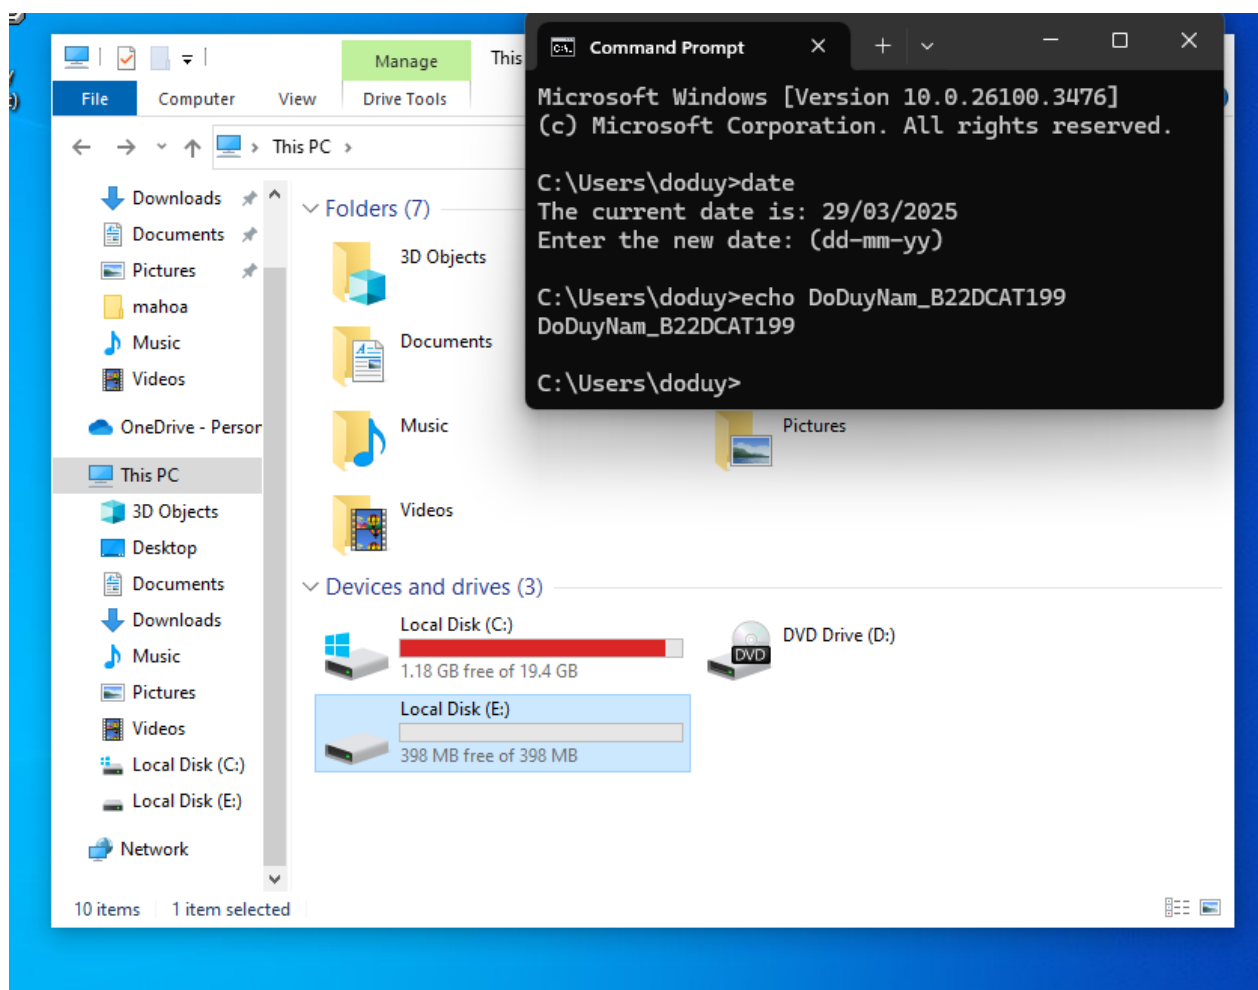 Manage
This
File
Computer
View
Drive Tools
This PC
Downloads
Documents
Pictures
mahoa
Music
Videos
OneDrive - Person
This PC
3D Objects
Desktop
Documents
Downloads
Music
Pictures
Videos
Local Disk (C:)
Local Disk (E:)
Network
Folders (7)
3D Objects
Documents
Music
Pictures
Videos
Devices and drives (3)
Local Disk (C:)
1.18 GB free of 19.4 GB
DVD Drive (D:)
DVD
Local Disk (E:)
398 MB free of 398 MB
10 items
1 item selected
Command Prompt
Microsoft Windows [Version 10.0.26100.3476]
(c) Microsoft Corporation. All rights reserved.
C:\Users\doduy>date
The current date is: 29/03/2025
Enter the new date: (dd-mm-yy)
C:\Users\doduy>echo DoDuyNam_B22DCAT199
DoDuyNam_B22DCAT199
C:\Users\doduy>